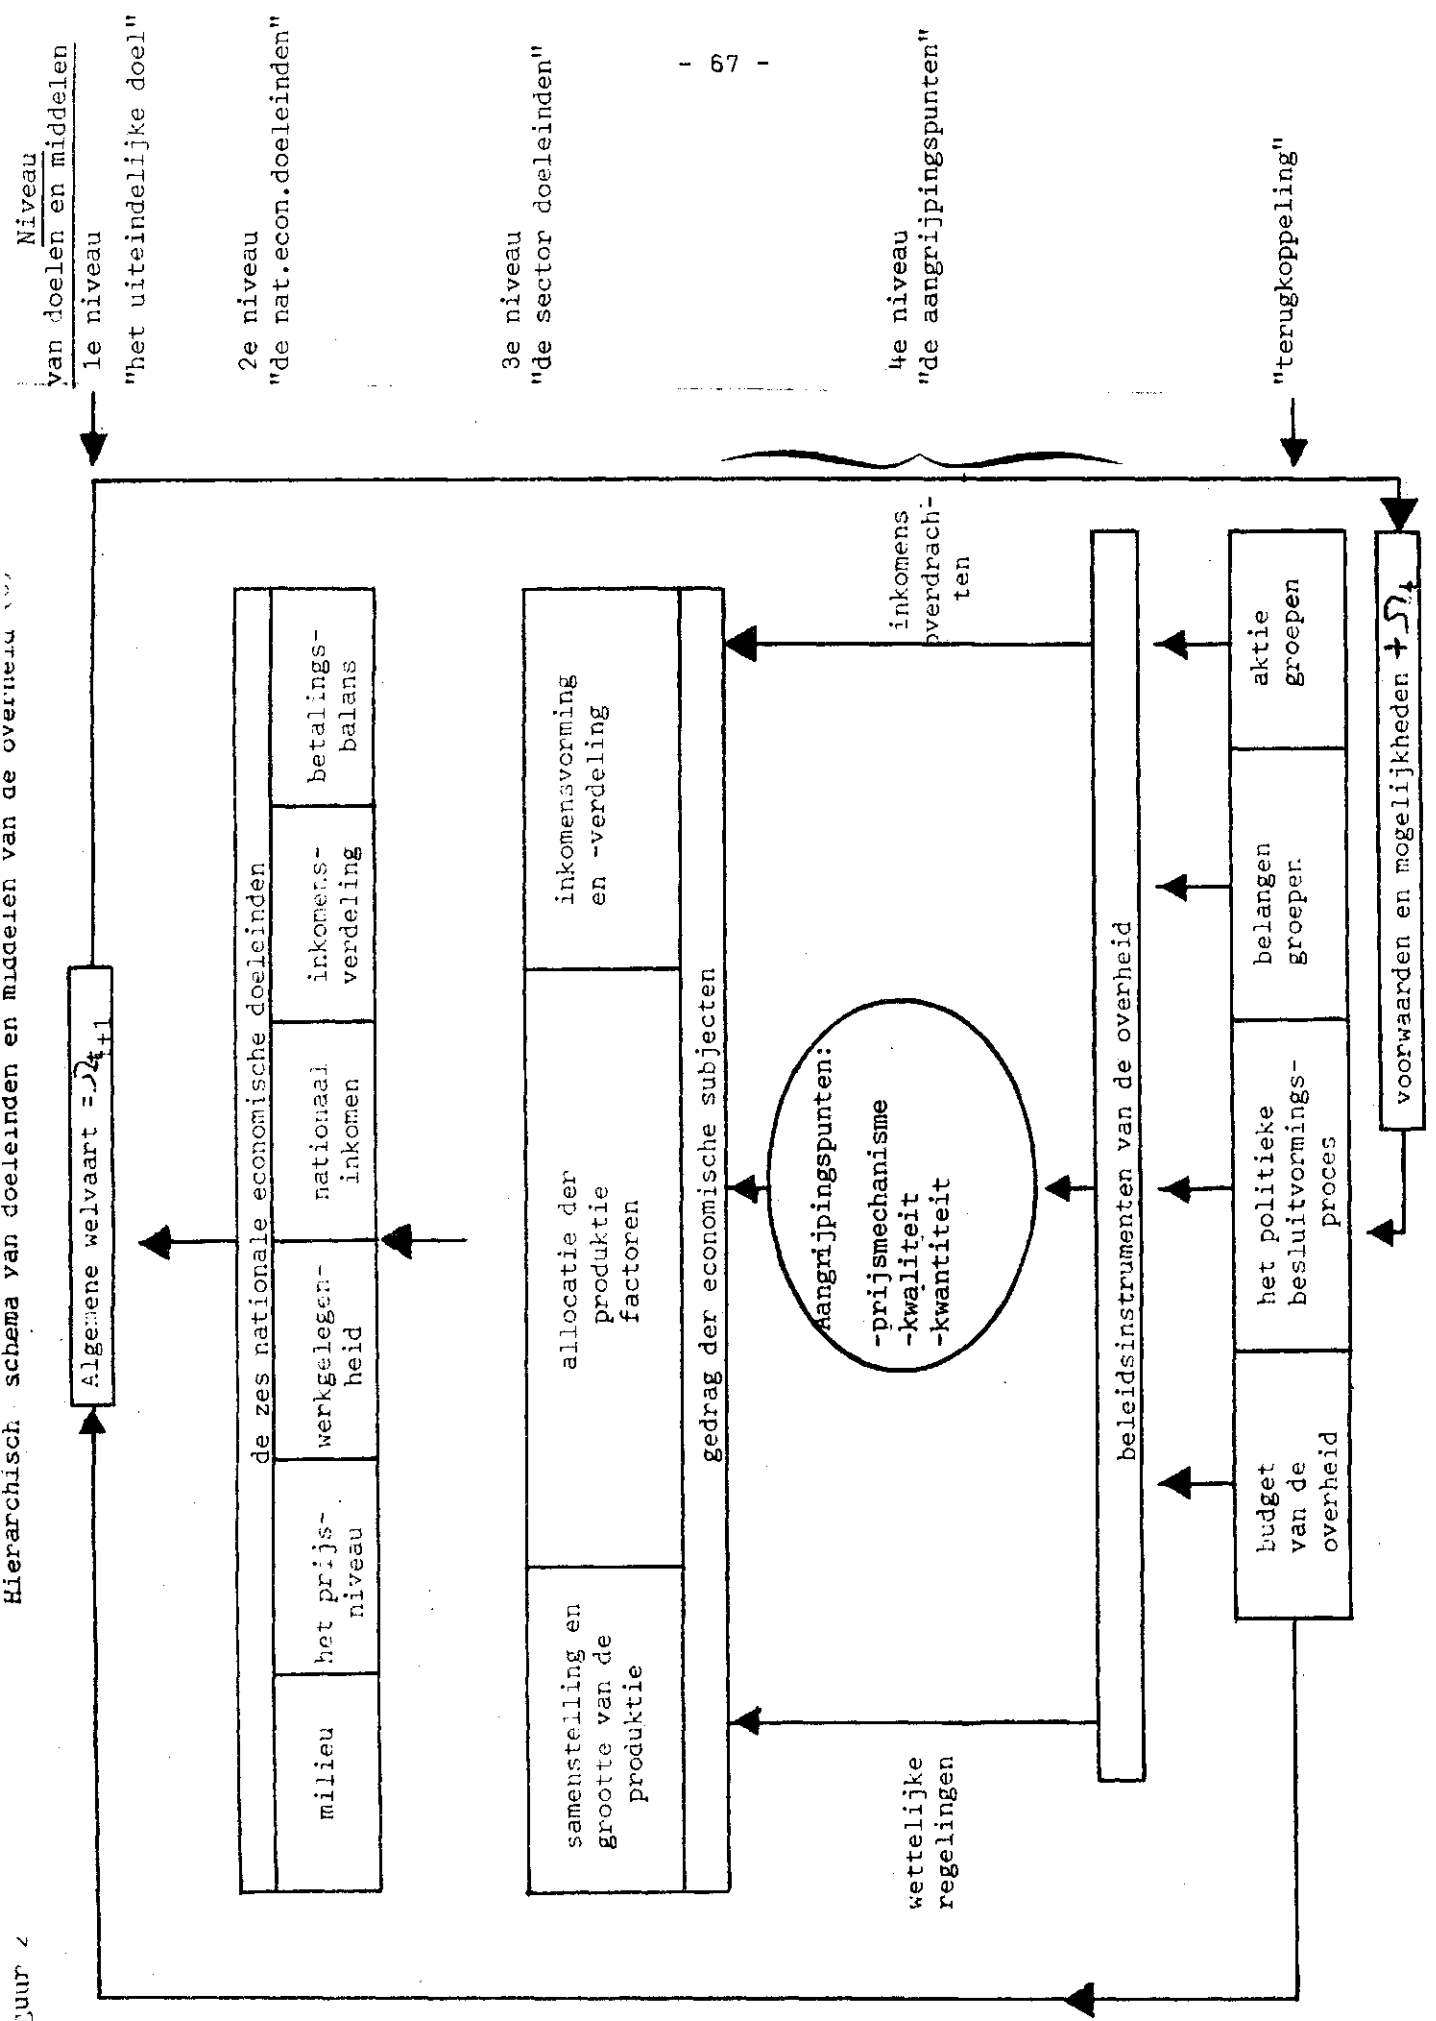 - 67 -
Hierarchisch schema van doeleinden en middelen van de overheid
Niveau
van doelen en middelen
1e niveau
"het uiteindelijke doel"
2e niveau
"de nat.econ.doeleinden"
3e niveau
"de sector doeleinden"
4e niveau
"de aangrijpingspunten"
"terugkoppeling"
Algemene welvaart = Ωt+1
de zes nationale economische doeleinden
milieu
het prijs-
niveau
werkgelegen-
heid
nationaal
inkomen
inkomens-
verdeling
betalings-
balans
samenstelling en
grootte van de
produktie
allocatie der
produktie
factoren
inkomensvorming
en -verdeling
gedrag der economische subjecten
wettelijke
regelingen
Aangrijpingspunten:
-prijsmechanisme
-kwaliteit
-kwantiteit
inkomens
overdrach-
ten
beleidsinstrumenten van de overheid
budget
van de
overheid
het politieke
besluitvormings-
proces
belangen
groepen
aktie
groepen
voorwaarden en mogelijkheden + Ωt